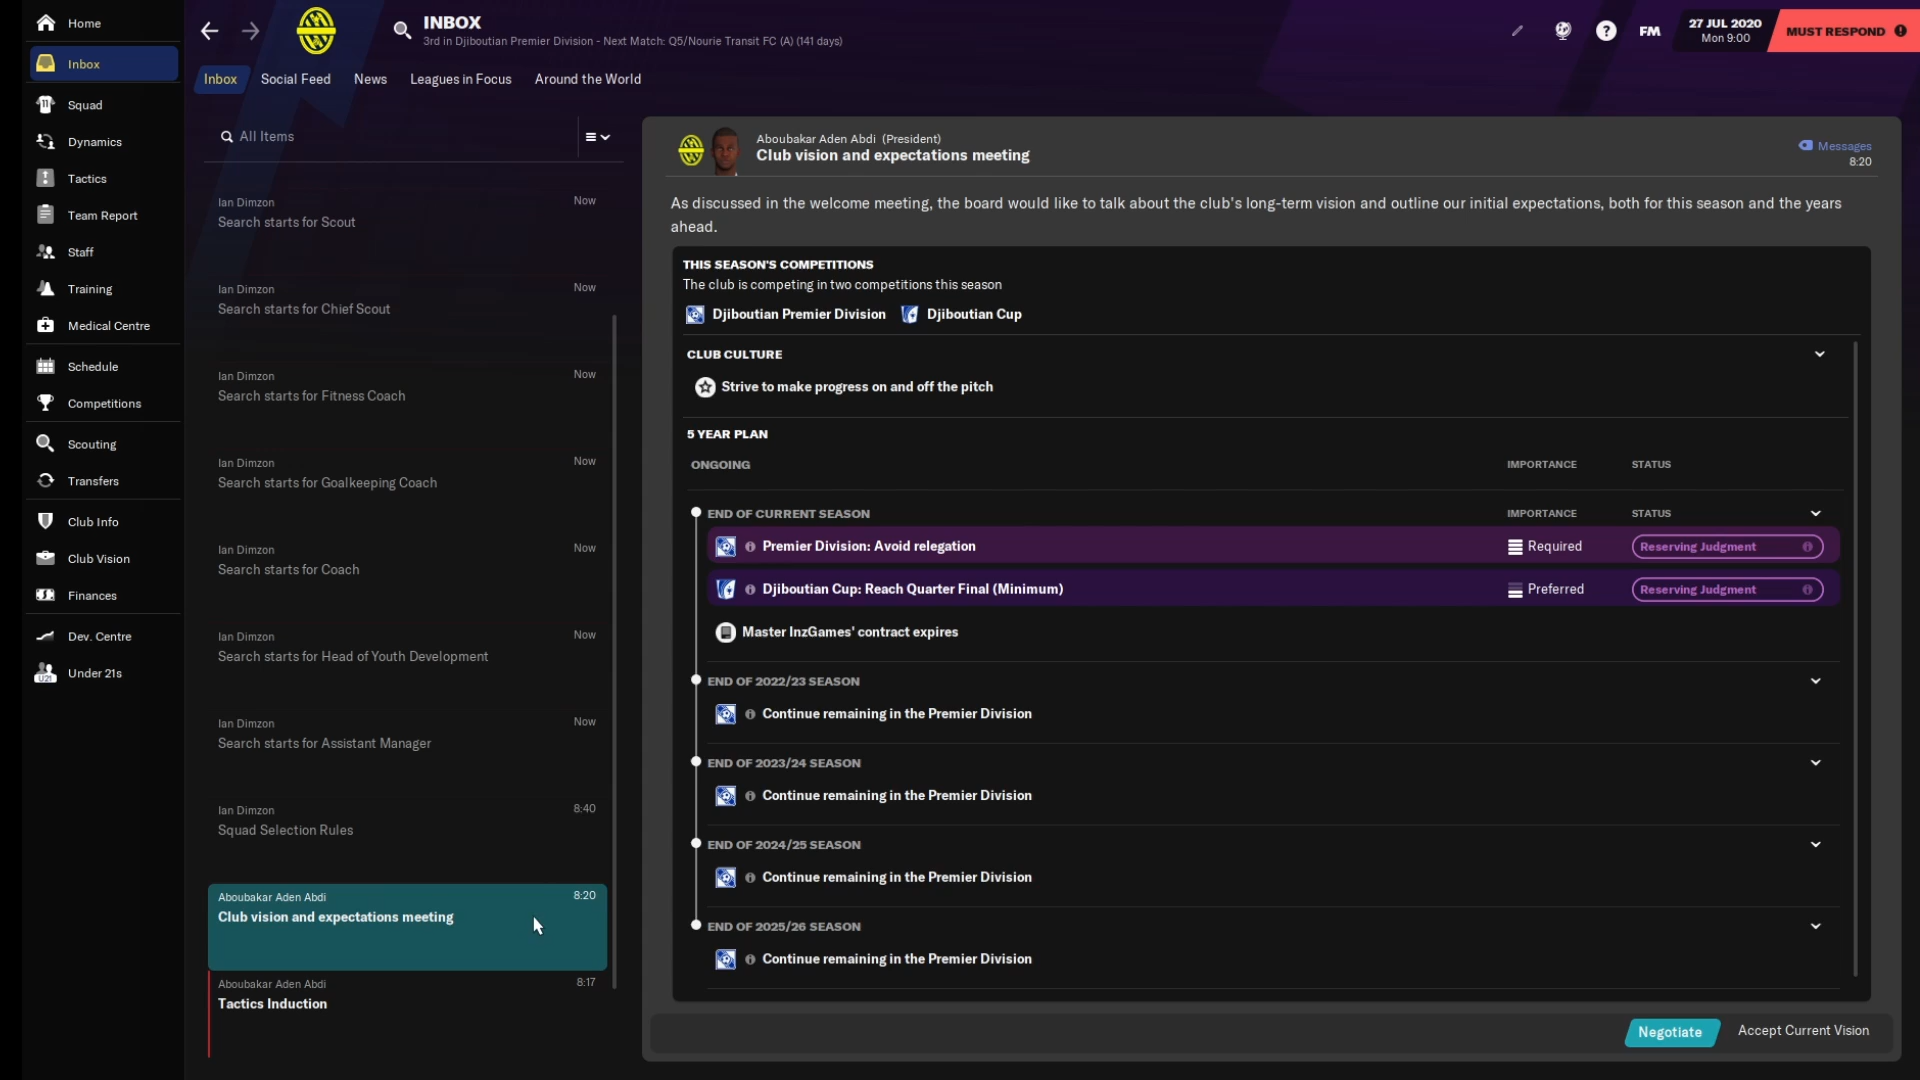 Home
Inbox
Squad
Dynamics
Tactics
Team Report
Staff
Training
Medical Centre
Schedule
Competitions
Scouting
Transfers
Club Info
Club Vision
Finances
Dev. Centre
Under 21s
INBOX
3rd in Djiboutian Premier Division - Next Match: Q5/Nourie Transit FC (A) (141 days)
FM
27 JUL 2020
Mon 9:00
MUST RESPOND
Inbox Social Feed News Leagues in Focus Around the World
All Items
Ian Dimzon Now
Search starts for Scout
Ian Dimzon Now
Search starts for Chief Scout
Ian Dimzon Now
Search starts for Fitness Coach
Ian Dimzon Now
Search starts for Goalkeeping Coach
Ian Dimzon Now
Search starts for Coach
Ian Dimzon Now
Search starts for Head of Youth Development
Ian Dimzon Now
Search starts for Assistant Manager
Ian Dimzon 8:40
Squad Selection Rules
Aboubakar Aden Abdi 8:20
Club vision and expectations meeting
Aboubakar Aden Abdi 8:17
Tactics Induction
Aboubakar Aden Abdi (President)
Club vision and expectations meeting
Messages
8:20
As discussed in the welcome meeting, the board would like to talk about the club's long-term vision and outline our initial expectations, both for this season and the years
ahead.
THIS SEASON'S COMPETITIONS
The club is competing in two competitions this season
Djiboutian Premier Division Djiboutian Cup
CLUB CULTURE
Strive to make progress on and off the pitch
5 YEAR PLAN
ONGOING IMPORTANCE STATUS
END OF CURRENT SEASON IMPORTANCE STATUS
Premier Division: Avoid relegation Required Reserving Judgment
Djiboutian Cup: Reach Quarter Final (Minimum) Preferred Reserving Judgment
Master InzGames' contract expires
END OF 2022/23 SEASON
Continue remaining in the Premier Division
END OF 2023/24 SEASON
Continue remaining in the Premier Division
END OF 2024/25 SEASON
Continue remaining in the Premier Division
END OF 2025/26 SEASON
Continue remaining in the Premier Division
Negotiate Accept Current Vision